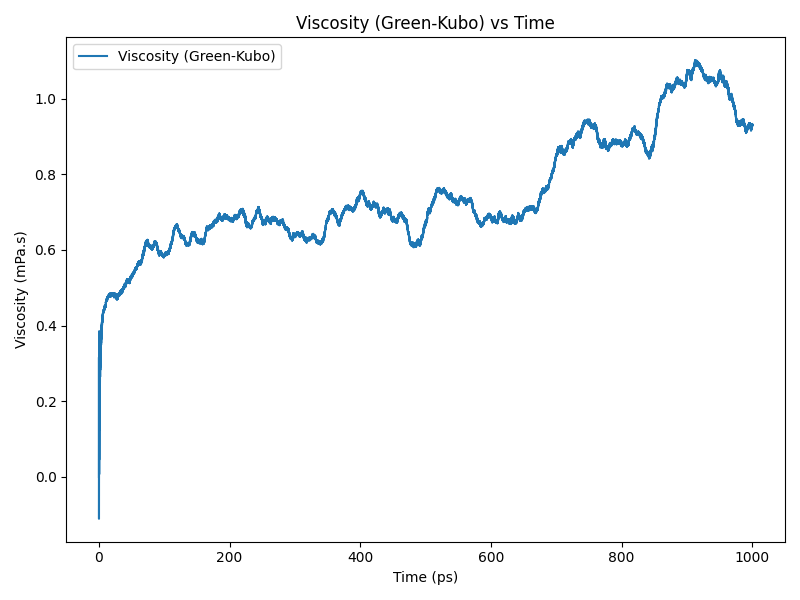 Viscosity (Green-Kubo) vs Time
Viscosity (Green-Kubo)
Viscosity (mPa.s)
1.0
0.8
0.6
0.4
0.2
0.0
0 200 400 600 800 1000
Time (ps)